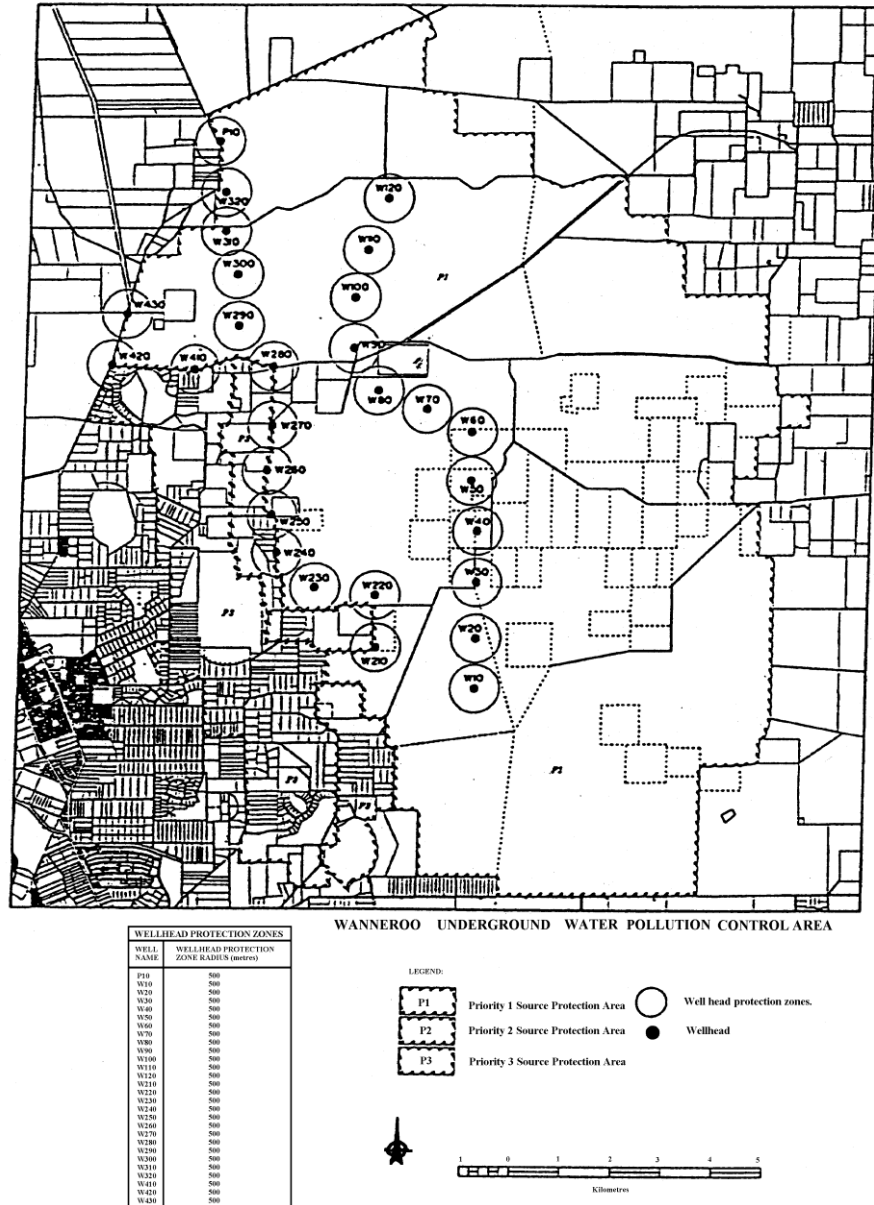 P10
W120
W320
W310
W300
P1
W100
W430
W290
W90
W420
W410
W280
W80
W70
W60
W270
W260
W50
W250
W40
W240
W30
W230
W220
W20
W210
W10
WANNEROO UNDERGROUND WATER POLLUTION CONTROL AREA
WELLHEAD PROTECTION ZONES
WELL NAME WELLHEAD PROTECTION ZONE RADIUS (metres)
P10 500
W10 500
W20 500
W30 500
W40 500
W50 500
W60 500
W70 500
W80 500
W90 500
W100 500
W110 500
W120 500
W210 500
W220 500
W230 500
W240 500
W250 500
W260 500
W270 500
W280 500
W290 500
W300 500
W310 500
W320 500
W410 500
W420 500
W430 500
LEGEND:
P1 Priority 1 Source Protection Area
P2 Priority 2 Source Protection Area
P3 Priority 3 Source Protection Area
Well head protection zones.
Wellhead
1 0 1 2 3 4 5
Kilometres